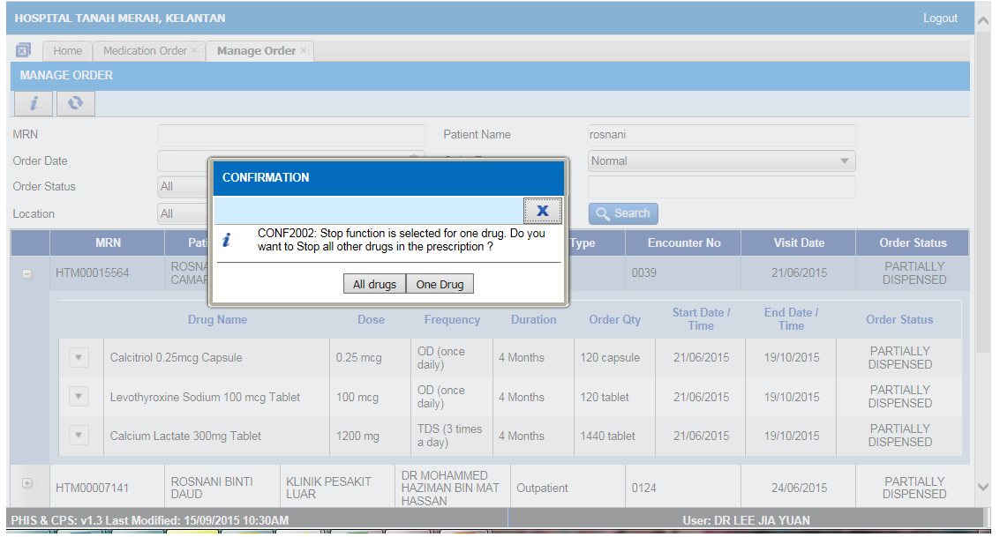 HOSPITAL TANAH MERAH, KELANTAN Logout
Home Medication Order × Manage Order ×
MANAGE ORDER
MRN Patient Name rosnani
Order Date Normal
Order Status All
Location All Search
CONFIRMATION
X
CONF2002: Stop function is selected for one drug. Do you
want to Stop all other drugs in the prescription ?
All drugs One Drug
MRN Type Encounter No Visit Date Order Status
HTM00015564 0039 21/06/2015 PARTIALLY
DISPENSED
Drug Name Dose Frequency Duration Order Qty Start Date /
Time End Date /
Time Order Status
Calcitriol 0.25mcg Capsule 0.25 mcg OD (once
daily) 4 Months 120 capsule 21/06/2015 19/10/2015 PARTIALLY
DISPENSED
Levothyroxine Sodium 100 mcg Tablet 100 mcg OD (once
daily) 4 Months 120 tablet 21/06/2015 19/10/2015 PARTIALLY
DISPENSED
Calcium Lactate 300mg Tablet 1200 mg TDS (3 times
a day) 4 Months 1440 tablet 21/06/2015 19/10/2015 PARTIALLY
DISPENSED
HTM00007141 ROSNANI BINTI
DAUD KLINIK PESAKIT
LUAR DR MOHAMMED
HAZIMAN BIN MAT
HASSAN Outpatient 0124 24/06/2015 PARTIALLY
DISPENSED
PHIS & CPS: v1.3 Last Modified: 15/09/2015 10:30AM User: DR LEE JIA YUAN